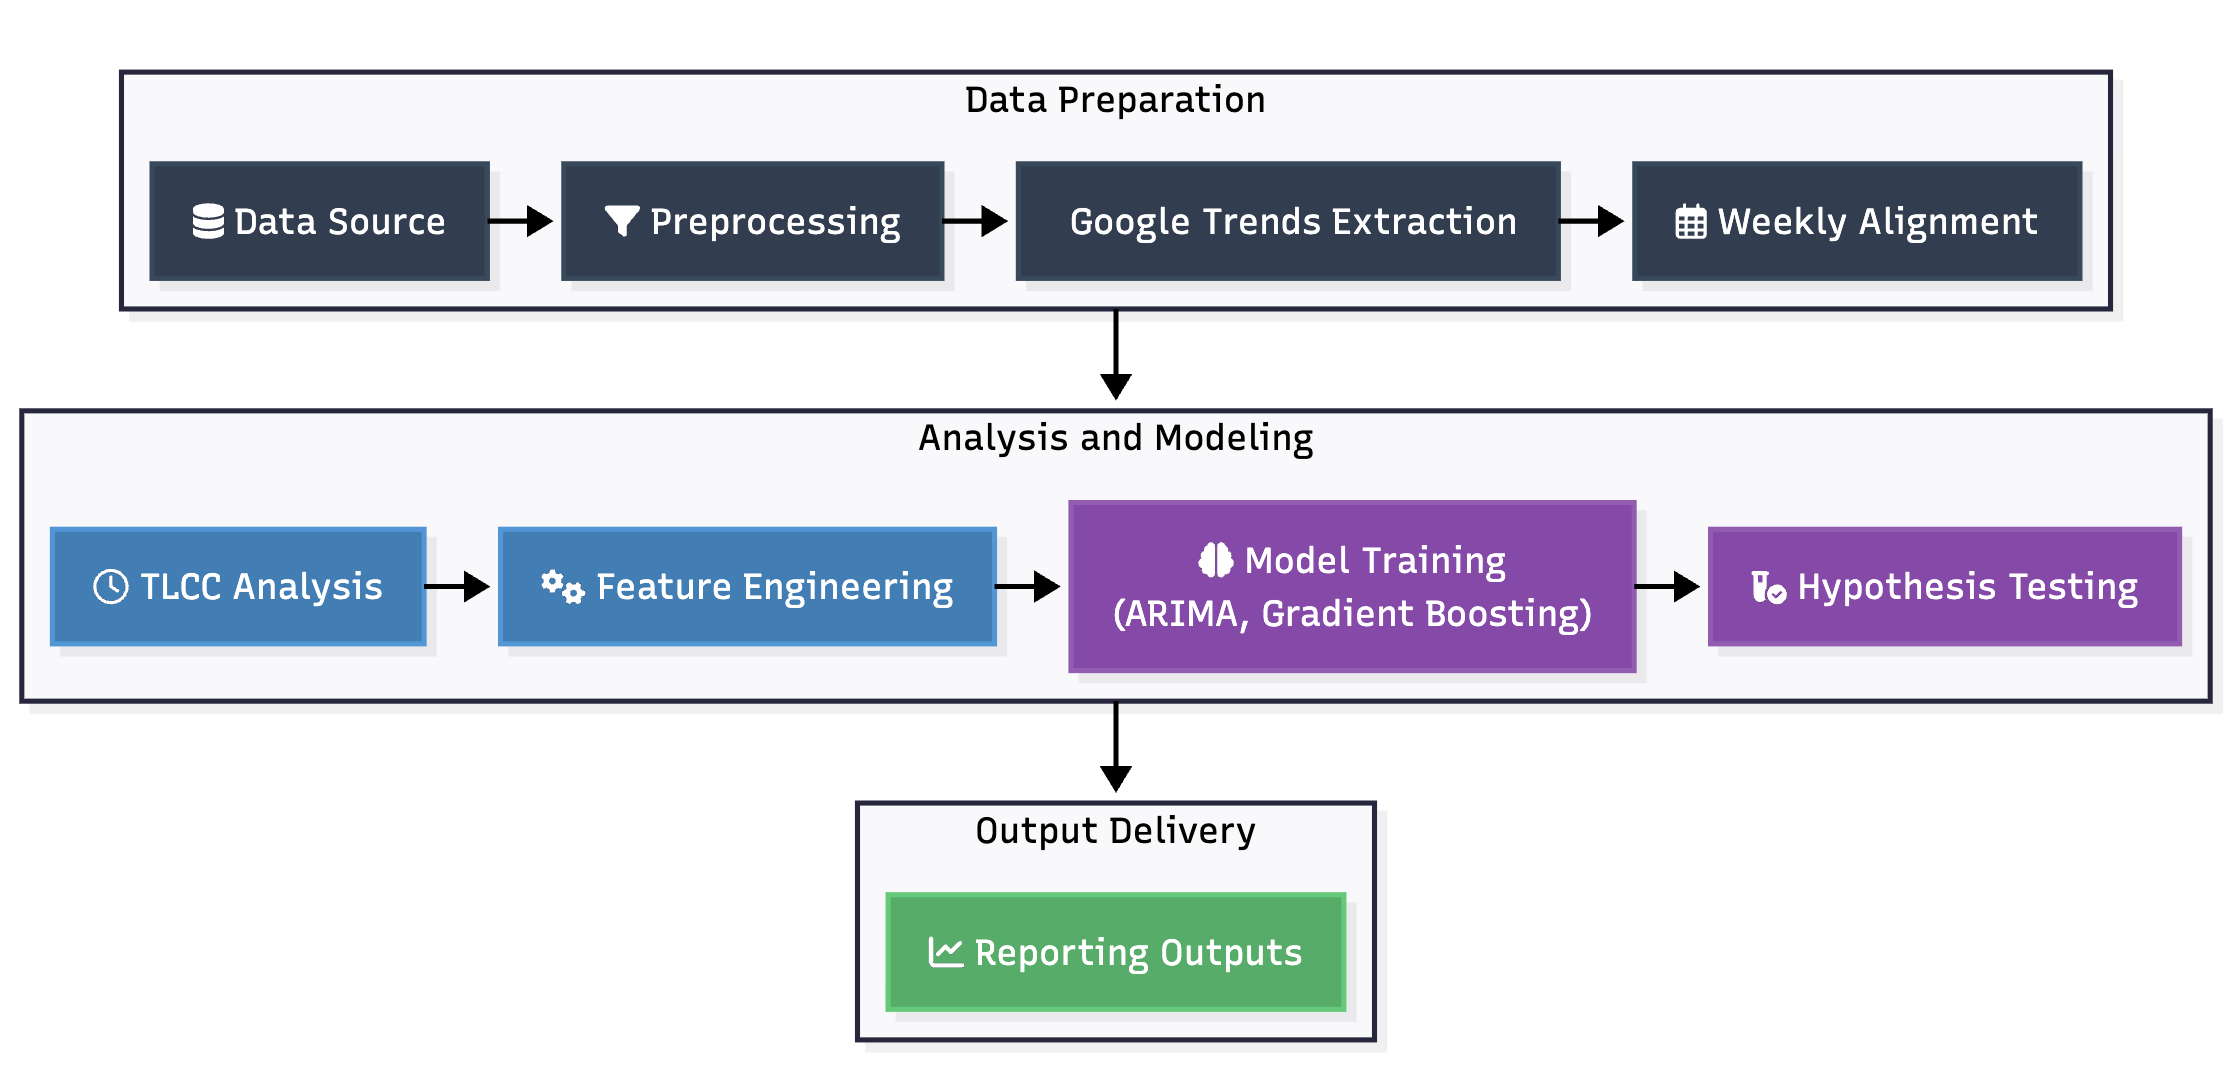 Data Preparation
Data Source
Preprocessing
Google Trends Extraction
Weekly Alignment
Analysis and Modeling
TLCC Analysis
Feature Engineering
Model Training
(ARIMA, Gradient Boosting)
Hypothesis Testing
Output Delivery
Reporting Outputs